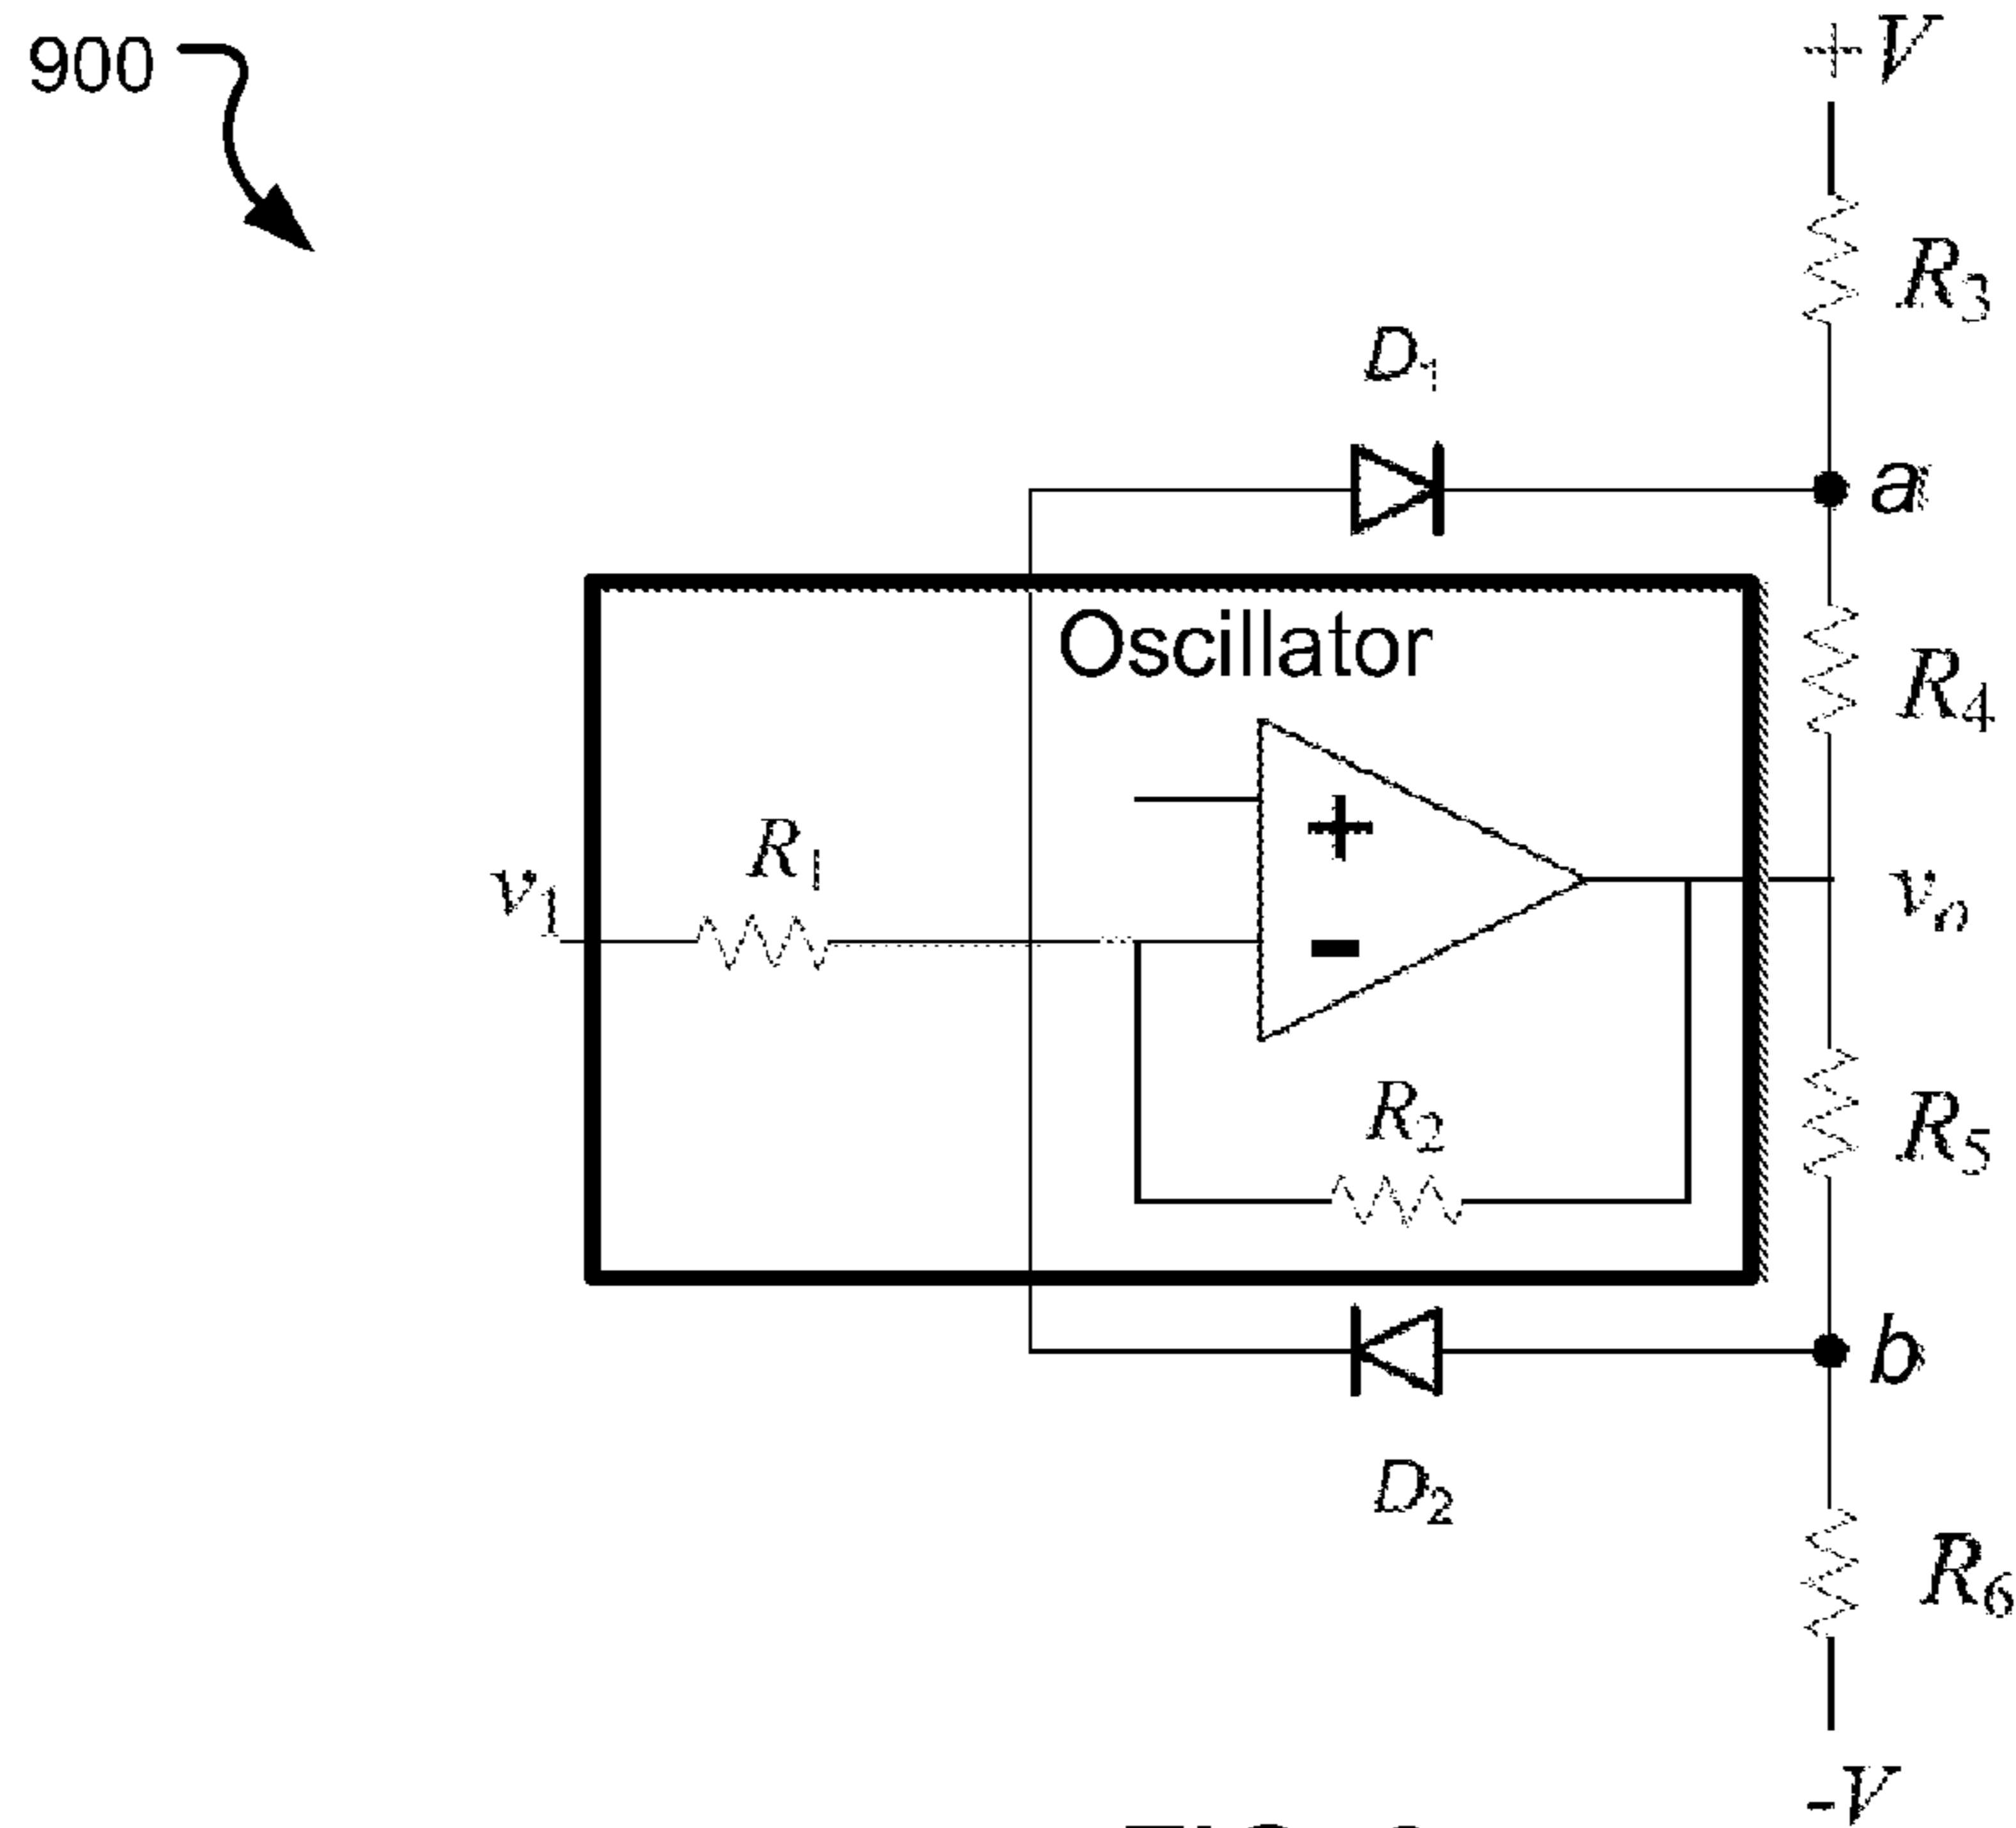 900
+V
R3
D1
a
Oscillator
R4
+
R1
v1
vo
-
R2
R5
b
D2
R6
-V